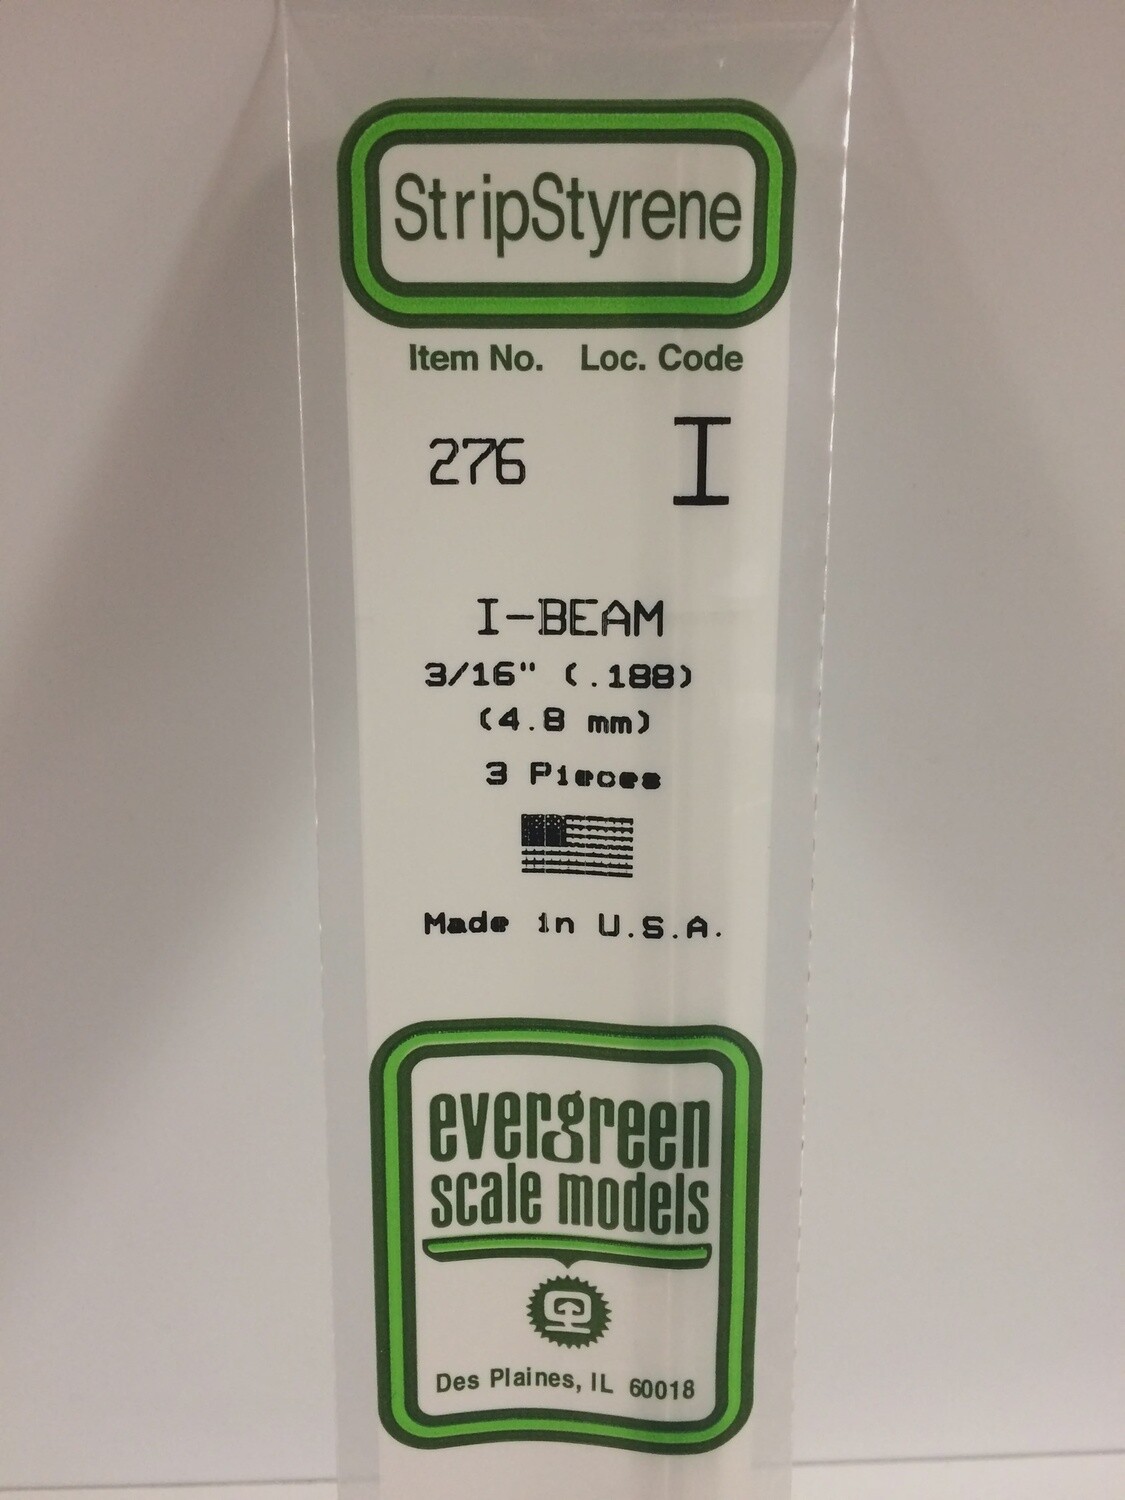 StripStyrene
Item No. Loc. Code
276 I
I-BEAM
3/16" (.188)
(4.8 mm)
3 Pieces
Made in U.S.A.
evergreen
scale models
Des Plaines, IL 60018